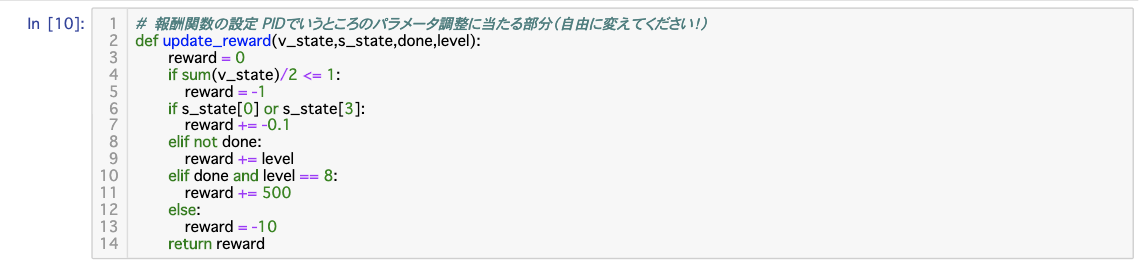 In [10]:
1 # 報酬関数の設定 PIDでいうところのパラメータ調整に当たる部分（自由に変えてください！）
2 def update_reward(v_state,s_state,done,level):
3 reward = 0
4 if sum(v_state)/2 <= 1:
5 reward = -1
6 if s_state[0] or s_state[3]:
7 reward += -0.1
8 elif not done:
9 reward += level
10 elif done and level == 8:
11 reward += 500
12 else:
13 reward = -10
14 return reward